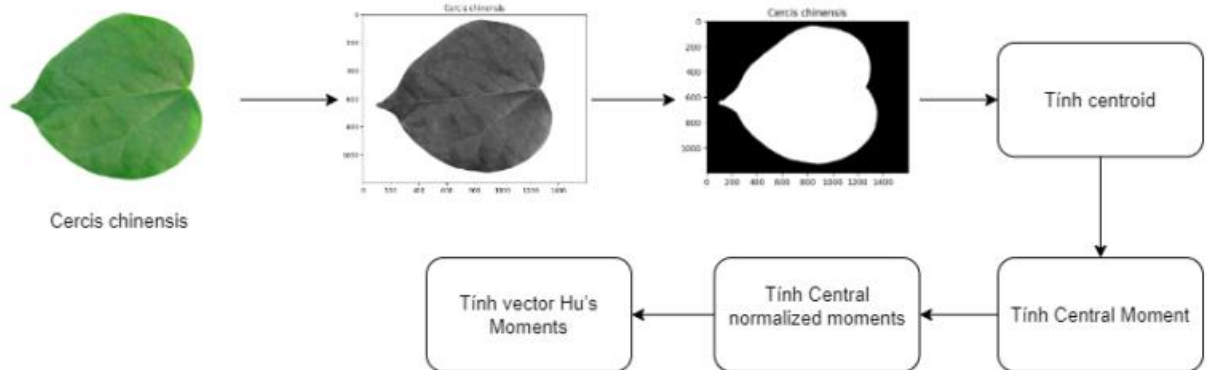 Cercis chinensis
Cercis chinensis
0
200
400
600
800
1000
0 200 400 600 800 1000 1200 1400
Tính centroid
Cercis chinensis
Tính vector Hu's
Moments
Tính Central
normalized moments
Tính Central Moment